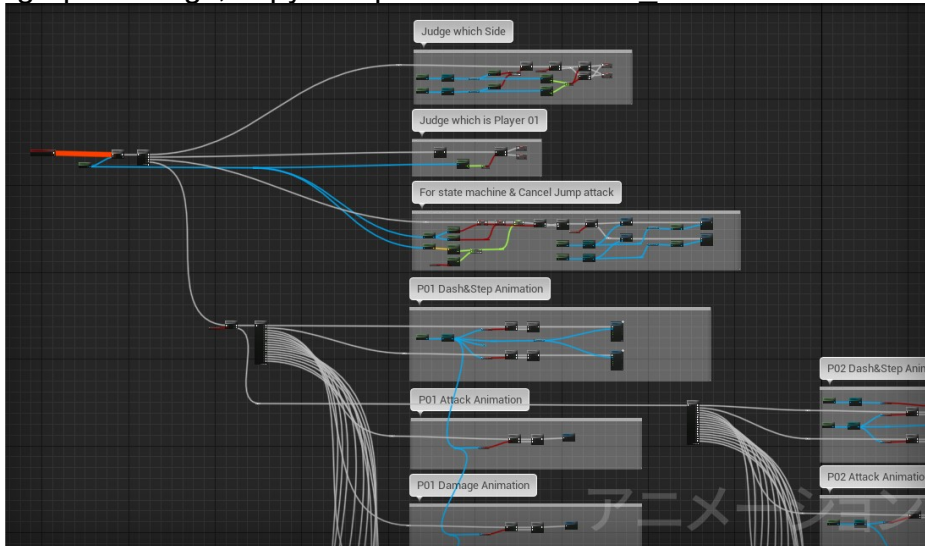 Judge which Side
Judge which is Player 01
For state machine & Cancel Jump attack
P01 Dash&Step Animation
P02 Dash&Step Anim
P01 Attack Animation
P02 Attack Animatio
P01 Damage Animation
アニメーション